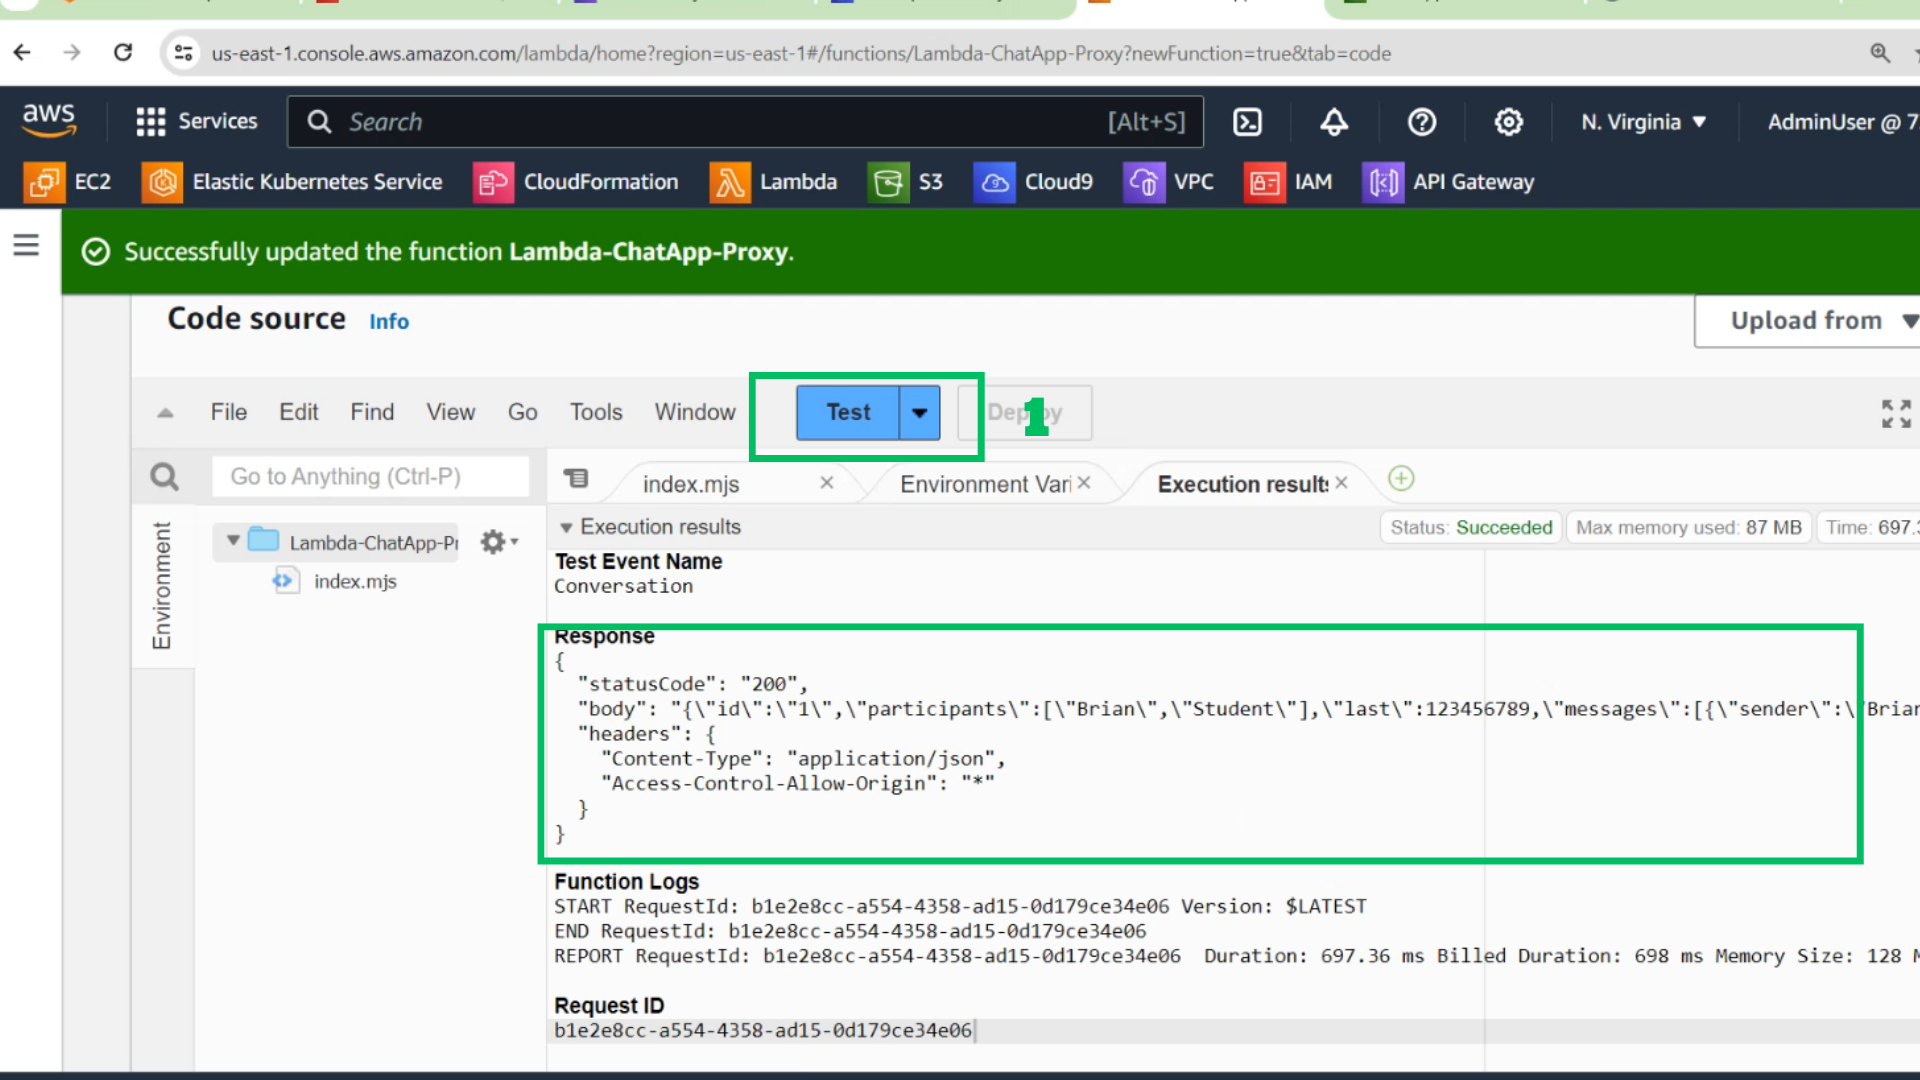 us-east-1.console.aws.amazon.com/lambda/home?region=us-east-1#/functions/Lambda-ChatApp-Proxy?newFunction=true&tab=code
aws Services Search [Alt+S] N. Virginia ▼ AdminUser @ 7
EC2 Elastic Kubernetes Service CloudFormation Lambda S3 Cloud9 VPC IAM API Gateway
Successfully updated the function Lambda-ChatApp-Proxy.
Code source Info Upload from ▼
File Edit Find View Go Tools Window Test Deploy 1
Go to Anything (Ctrl-P) index.mjs Environment Vari Execution results
Execution results Status: Succeeded Max memory used: 87 MB Time: 697.3
Environment
Lambda-ChatApp-Pr
index.mjs
Test Event Name
Conversation
Response
{
"statusCode": "200",
"body": "{\"id\":\"1\",\"participants\":[\"Brian\",\"Student\"],\"last\":123456789,\"messages\":[{\"sender\":\"Brian
"headers": {
"Content-Type": "application/json",
"Access-Control-Allow-Origin": "*"
}
}
Function Logs
START RequestId: b1e2e8cc-a554-4358-ad15-0d179ce34e06 Version: $LATEST
END RequestId: b1e2e8cc-a554-4358-ad15-0d179ce34e06
REPORT RequestId: b1e2e8cc-a554-4358-ad15-0d179ce34e06 Duration: 697.36 ms Billed Duration: 698 ms Memory Size: 128 M
Request ID
b1e2e8cc-a554-4358-ad15-0d179ce34e06